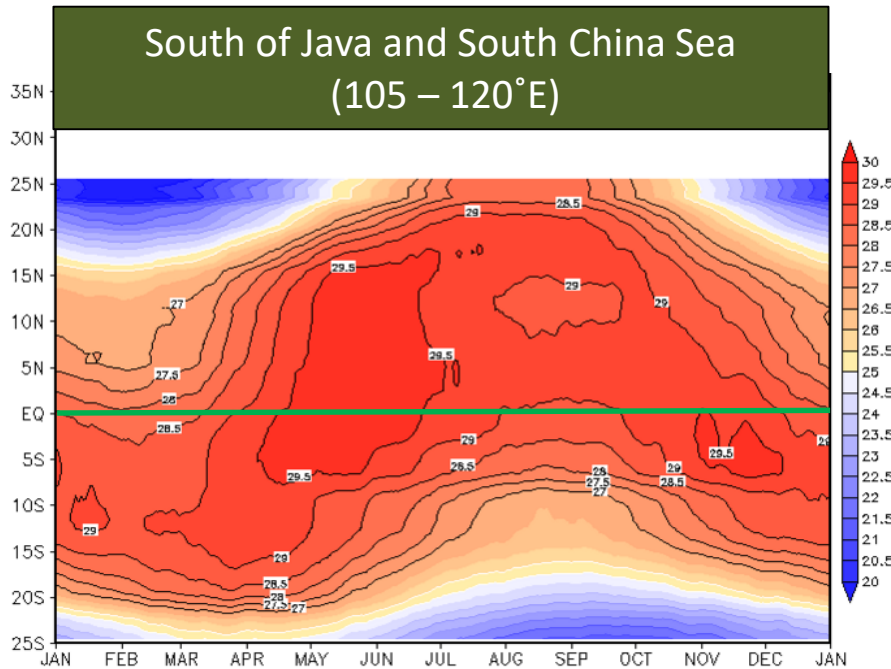 South of Java and South China Sea
(105 – 120˚E)
35N
30N
25N
20N
15N
10N
5N
EQ
5S
10S
15S
20S
25S
JAN FEB MAR APR MAY JUN JUL AUG SEP OCT NOV DEC JAN
28.5
29
29.5
29
27
29
29.5
27.5
28
28.5
29
29.5
29
28.5
29.5
28
29
27.5
28.5
27
29
29
28.5
28
27.5
27
30
29.5
29
28.5
28
27.5
27
26.5
26
25.5
25
24.5
24
23.5
23
22.5
22
21.5
21
20.5
20